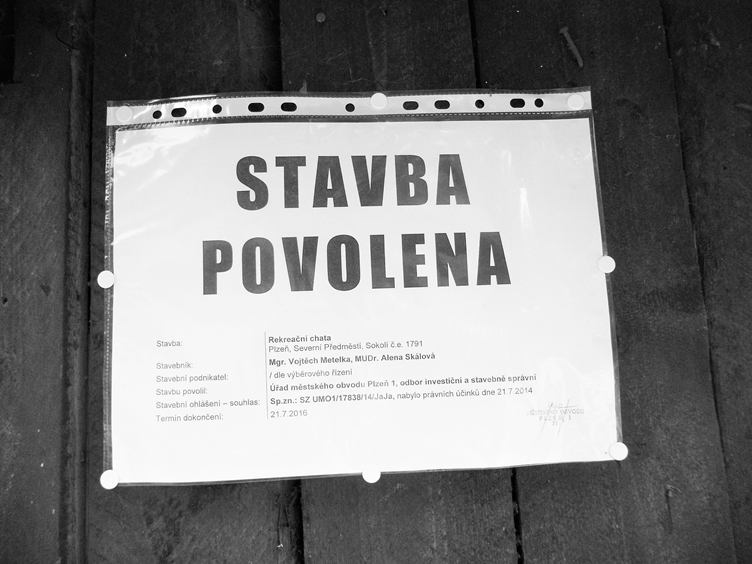 STAVBA
POVOLENA
Stavba: Rekreační chata
Plzeň, Severní Předměstí, Sokolí č.e. 1791
Stavebník: Mgr. Vojtěch Metelka, MUDr. Alena Skálová
Stavební podnikatel: / dle výběrového řízení
Stavbu povolil: Úřad městského obvodu Plzeň 1, odbor investiční a stavebně správní
Stavební ohlášení – souhlas: Sp.zn.: SZ UMO1/17838/14/JaJa, nabylo právních účinků dne 21.7.2014
Termín dokončení: 21.7.2016